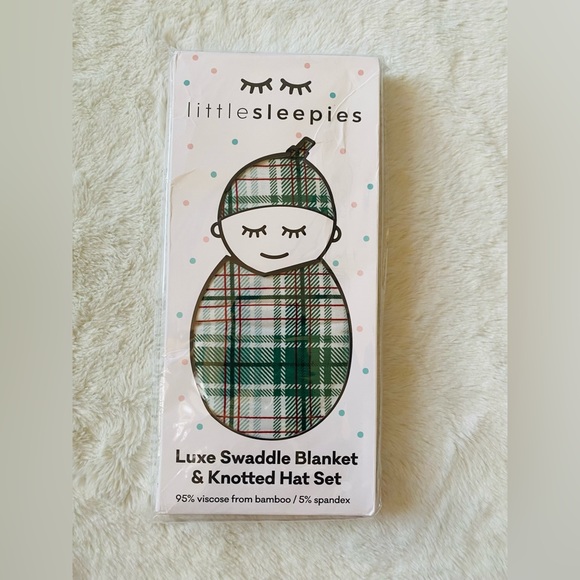 littlesleepies
Luxe Swaddle Blanket
& Knotted Hat Set
95% viscose from bamboo / 5% spandex